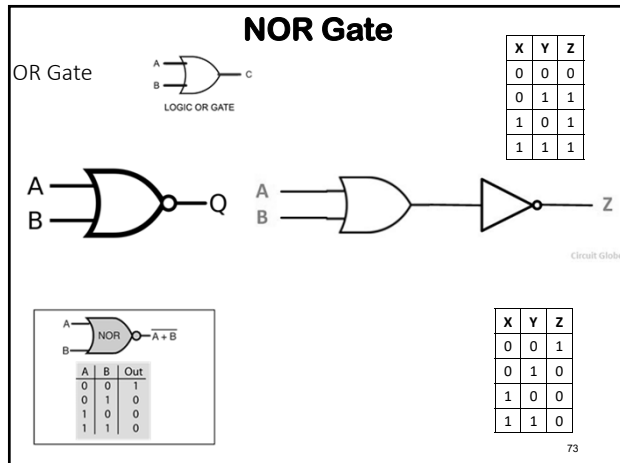 NOR Gate
OR Gate
A
B
C
LOGIC OR GATE
X Y Z
0 0 0
0 1 1
1 0 1
1 1 1
A
B
Q
A
B
Z
Circuit Globe
A
B
NOR
A + B
A B Out
0 0 1
0 1 0
1 0 0
1 1 0
X Y Z
0 0 1
0 1 0
1 0 0
1 1 0
73